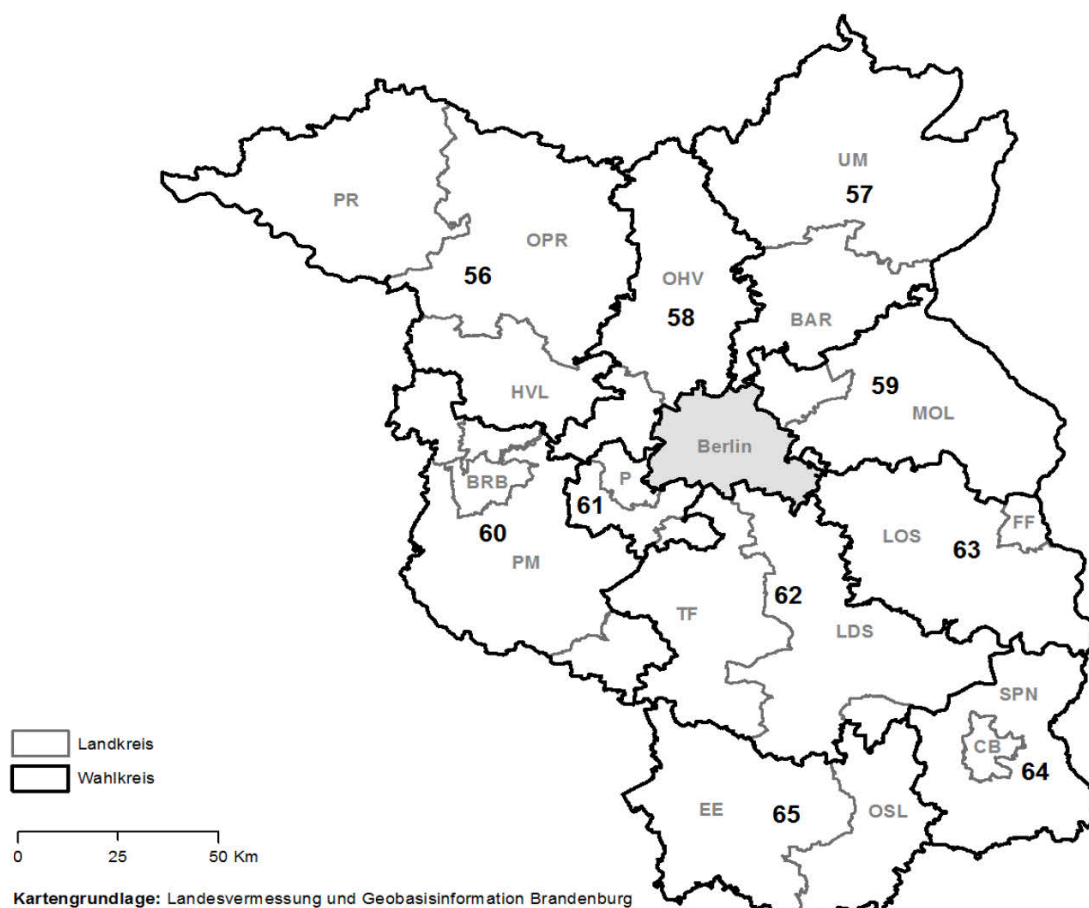 UM
57
PR
OPR
56
OHV
58
BAR
59
MOL
HVL
Berlin
BRB
P
61
60
PM
LOS
63
FF
62
TF
LDS
SPN
CB
64
EE
65
OSL
Landkreis
Wahlkreis
0 25 50 Km
Kartengrundlage: Landesvermessung und Geobasisinformation Brandenburg